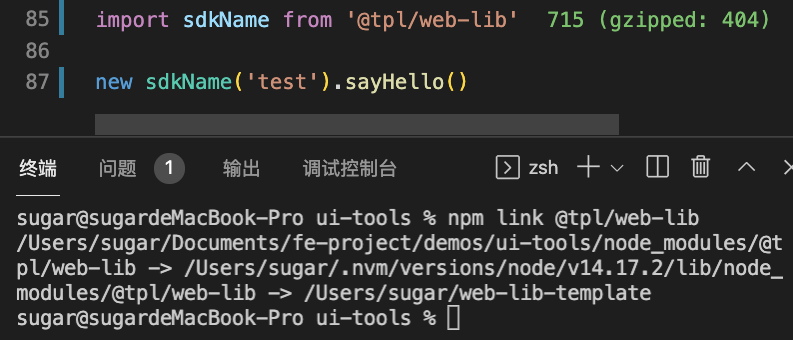 85 import sdkName from '@tpl/web-lib' 715 (gzipped: 404)
86
87 new sdkName('test').sayHello()
终端 问题 1 输出 调试控制台 zsh
sugar@sugardeMacBook-Pro ui-tools % npm link @tpl/web-lib
/Users/sugar/Documents/fe-project/demos/ui-tools/node_modules/@t
pl/web-lib -> /Users/sugar/.nvm/versions/node/v14.17.2/lib/node_
modules/@tpl/web-lib -> /Users/sugar/web-lib-template
sugar@sugardeMacBook-Pro ui-tools %